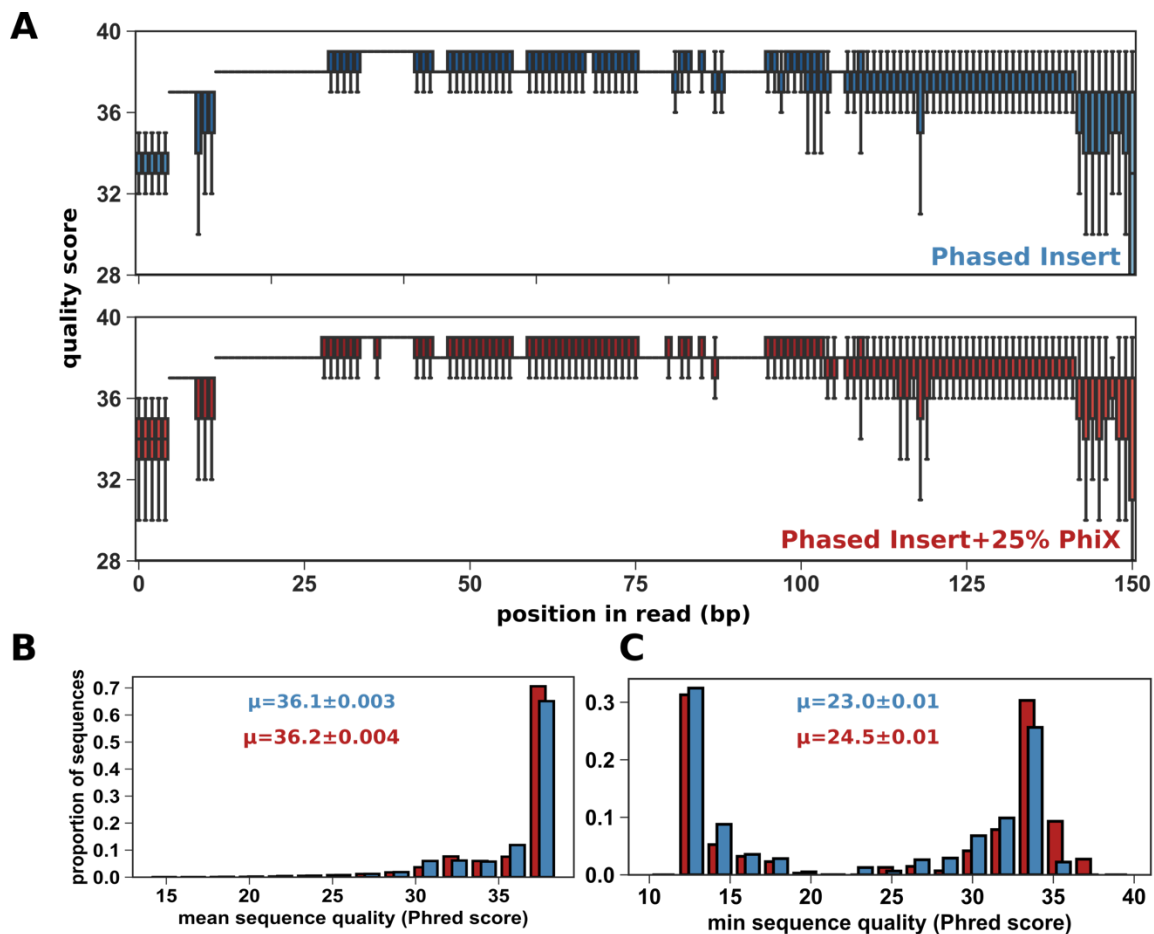 A
40
36
32
28
Phased Insert
quality score
40
36
32
28
Phased Insert+25% PhiX
0 25 50 75 100 125 150
position in read (bp)
B
0.7
0.6
0.5
0.4
0.3
0.2
0.1
0.0
proportion of sequences
μ=36.1±0.003
μ=36.2±0.004
15 20 25 30 35
mean sequence quality (Phred score)
C
0.3
0.2
0.1
0.0
μ=23.0±0.01
μ=24.5±0.01
10 15 20 25 30 35 40
min sequence quality (Phred score)